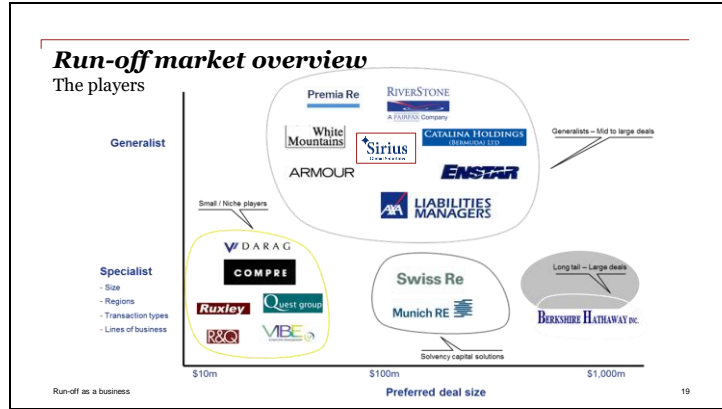 Run-off market overview
The players
Premia Re
RIVERSTONE
A FAIRFAX Company
Generalist
White
Mountains
Sirius
Global Solutions
CATALINA HOLDINGS
(BERMUDA) LTD
Generalists – Mid to large deals
ARMOUR
ENSTAR
AXA
LIABILITIES
MANAGERS
Small / Niche players
DARAG
COMPRE
Specialist
- Size
- Regions
- Transaction types
- Lines of business
Ruxley
Quest group
R&Q
VIBE
Swiss Re
Munich RE
Solvency capital solutions
Long tail – Large deals
BERKSHIRE HATHAWAY INC.
$10m
$100m
$1,000m
Preferred deal size
Run-off as a business
19